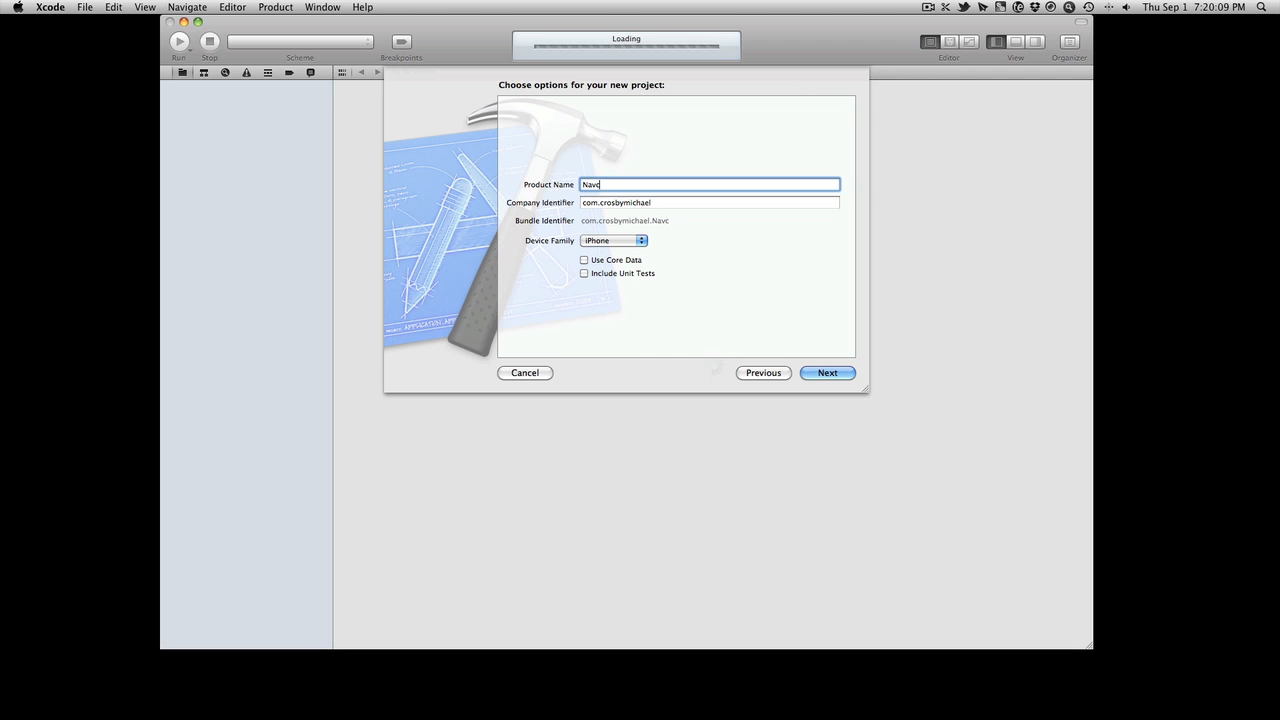 Xcode File Edit View Navigate Editor Product Window Help Thu Sep 1 7:20:09 PM
Loading
Run Stop Scheme Breakpoints Editor View Organizer
Choose options for your new project:
Product Name Navc
Company Identifier com.crosbymichael
Bundle Identifier com.crosbymichael.Navc
Device Family iPhone
Use Core Data
Include Unit Tests
Cancel Previous Next